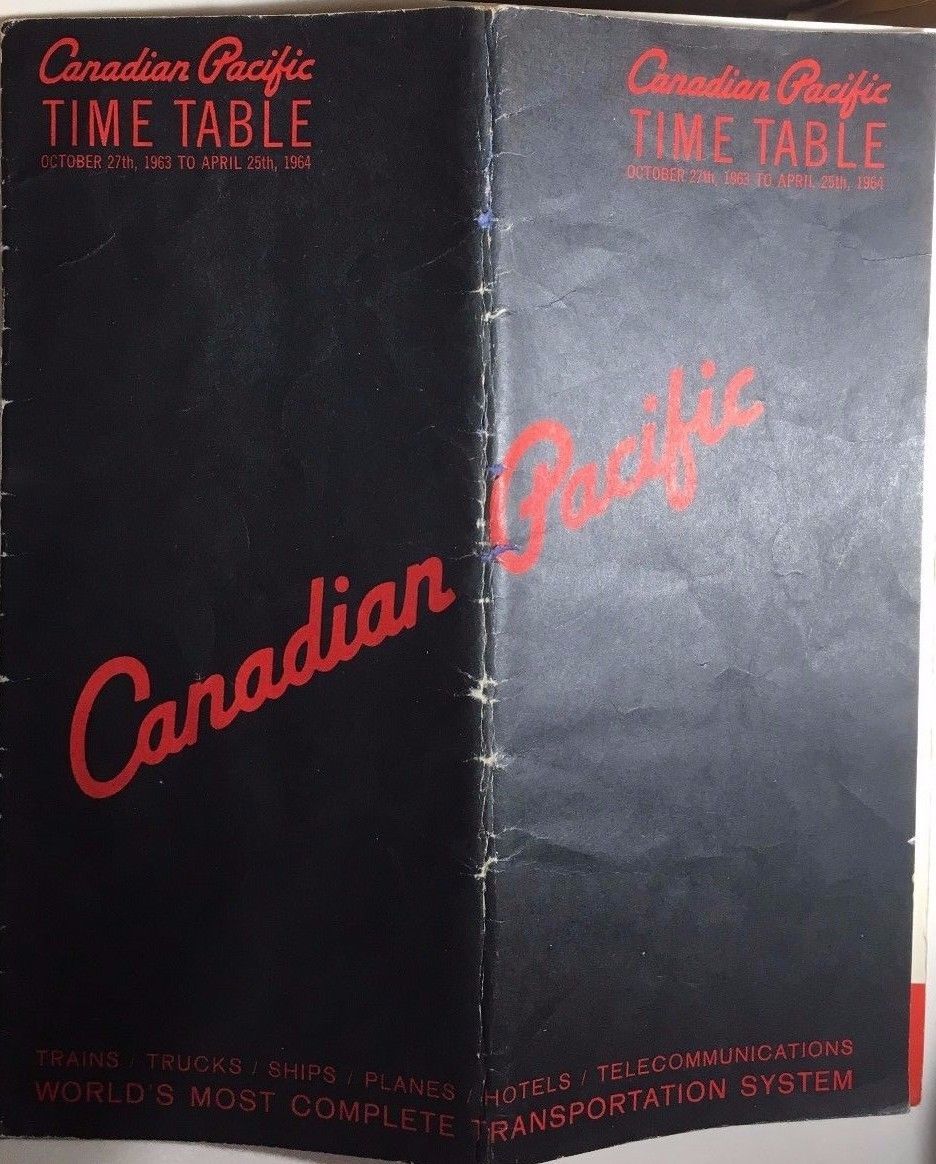 Canadian Pacific
TIME TABLE
OCTOBER 27th, 1963 TO APRIL 25th, 1964
Canadian Pacific
TIME TABLE
OCTOBER 27th, 1963 TO APRIL 25th, 1964
Canadian Pacific
TRAINS / TRUCKS / SHIPS / PLANES / HOTELS / TELECOMMUNICATIONS
WORLD'S MOST COMPLETE TRANSPORTATION SYSTEM